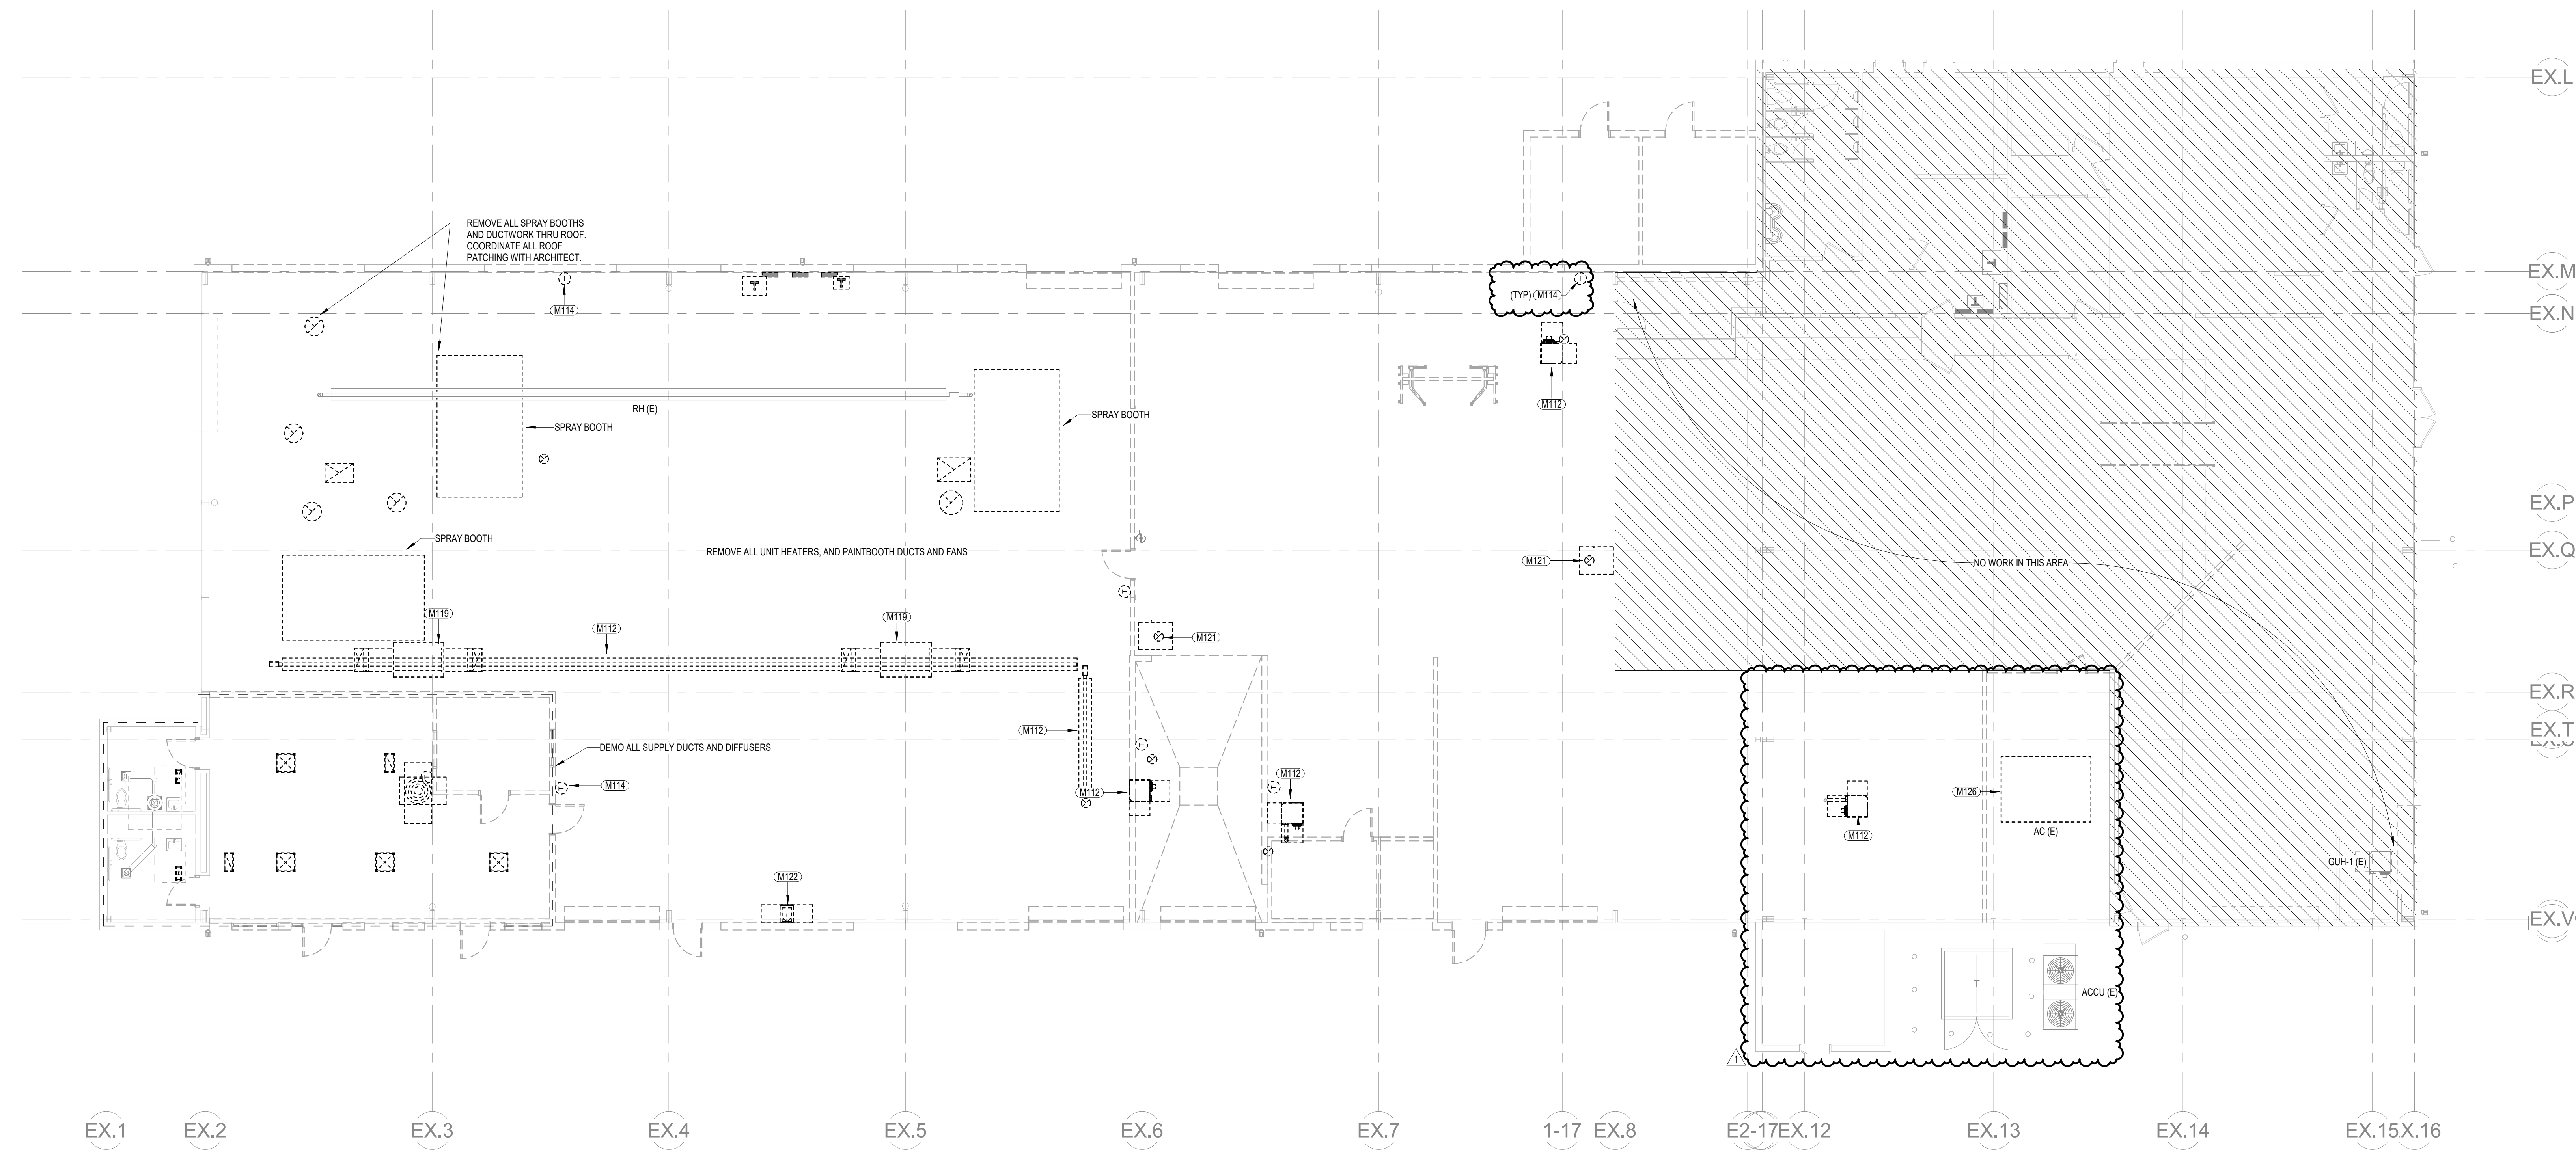 EX.L
REMOVE ALL SPRAY BOOTHS
AND DUCTWORK THRU ROOF.
COORDINATE ALL ROOF
PATCHING WITH ARCHITECT.
EX.M
T
M114
T
T
(TYP) M114
T
T
T
EX.N
M112
RH (E)
SPRAY BOOTH
SPRAY BOOTH
EX.P
SPRAY BOOTH
REMOVE ALL UNIT HEATERS, AND PAINTBOOTH DUCTS AND FANS
EX.Q
M121
NO WORK IN THIS AREA
T
M119
M119
M112
M121
EX.R
M112
EX.T
DEMO ALL SUPPLY DUCTS AND DIFFUSERS
T
M114
T
M112
M112
T
M126
AC (E)
M112
GUH-1 (E)
M122
EX.V
T
ACCU (E)
1
EX.1
EX.2
EX.3
EX.4
EX.5
EX.6
EX.7
1-17
EX.8
E2-17
EX.12
EX.13
EX.14
EX.15
X.16